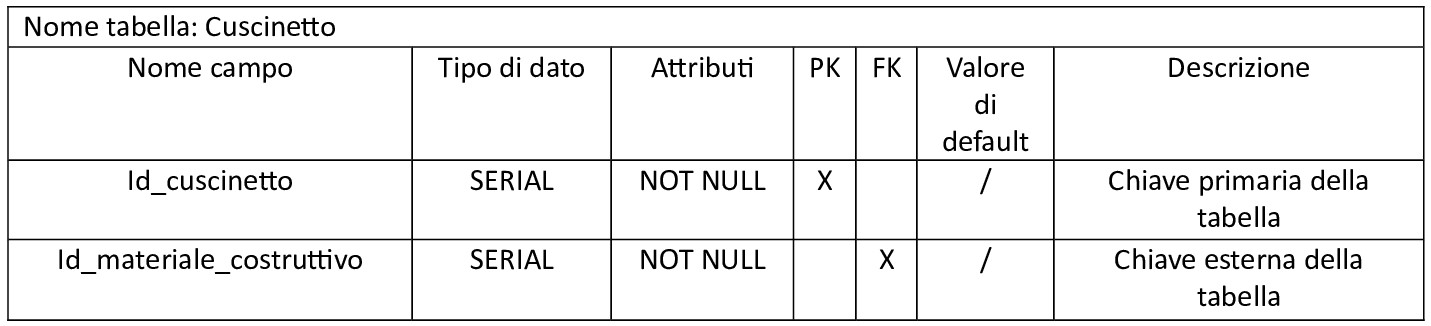 Nome tabella: Cuscinetto
Nome campo Tipo di dato Attributi PK FK Valore di default Descrizione
Id_cuscinetto SERIAL NOT NULL X / Chiave primaria della tabella
Id_materiale_costruttivo SERIAL NOT NULL X / Chiave esterna della tabella